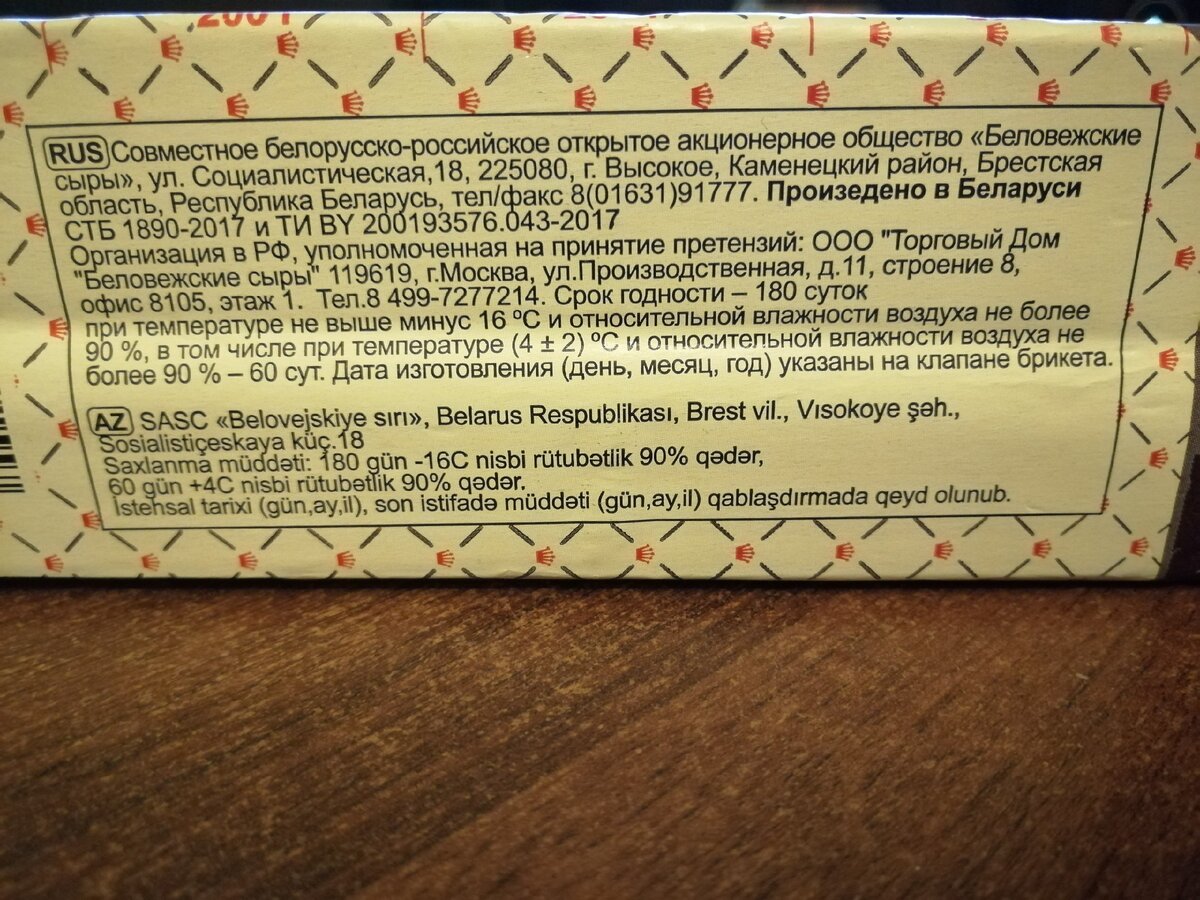 2001
RUS Совместное белорусско-российское открытое акционерное общество «Беловежские
сыры», ул. Социалистическая,18, 225080, г. Высокое, Каменецкий район, Брестская
область, Республика Беларусь, тел/факс 8(01631)91777. Произедено в Беларуси
СТБ 1890-2017 и ТИ BY 200193576.043-2017
Организация в РФ, уполномоченная на принятие претензий: ООО "Торговый Дом
"Беловежские сыры" 119619, г.Москва, ул.Производственная, д.11, строение 8,
офис 8105, этаж 1. Тел.8 499-7277214. Срок годности – 180 суток
при температуре не выше минус 16 ºС и относительной влажности воздуха не более
90 %, в том числе при температуре (4 ± 2) ºС и относительной влажности воздуха не
более 90 % – 60 сут. Дата изготовления (день, месяц, год) указаны на клапане брикета.
AZ SASC «Belovejskiye sırı», Belarus Respublikası, Brest vil., Vısokoye şəh.,
Sosialistiçeskaya küç.18
Saxlanma müddəti: 180 gün -16C nisbi rütubətlik 90% qədər,
60 gün +4C nisbi rütubətlik 90% qədər.
İstehsal tarixi (gün,ay,il), son istifadə müddəti (gün,ay,il) qablaşdırmada qeyd olunub.